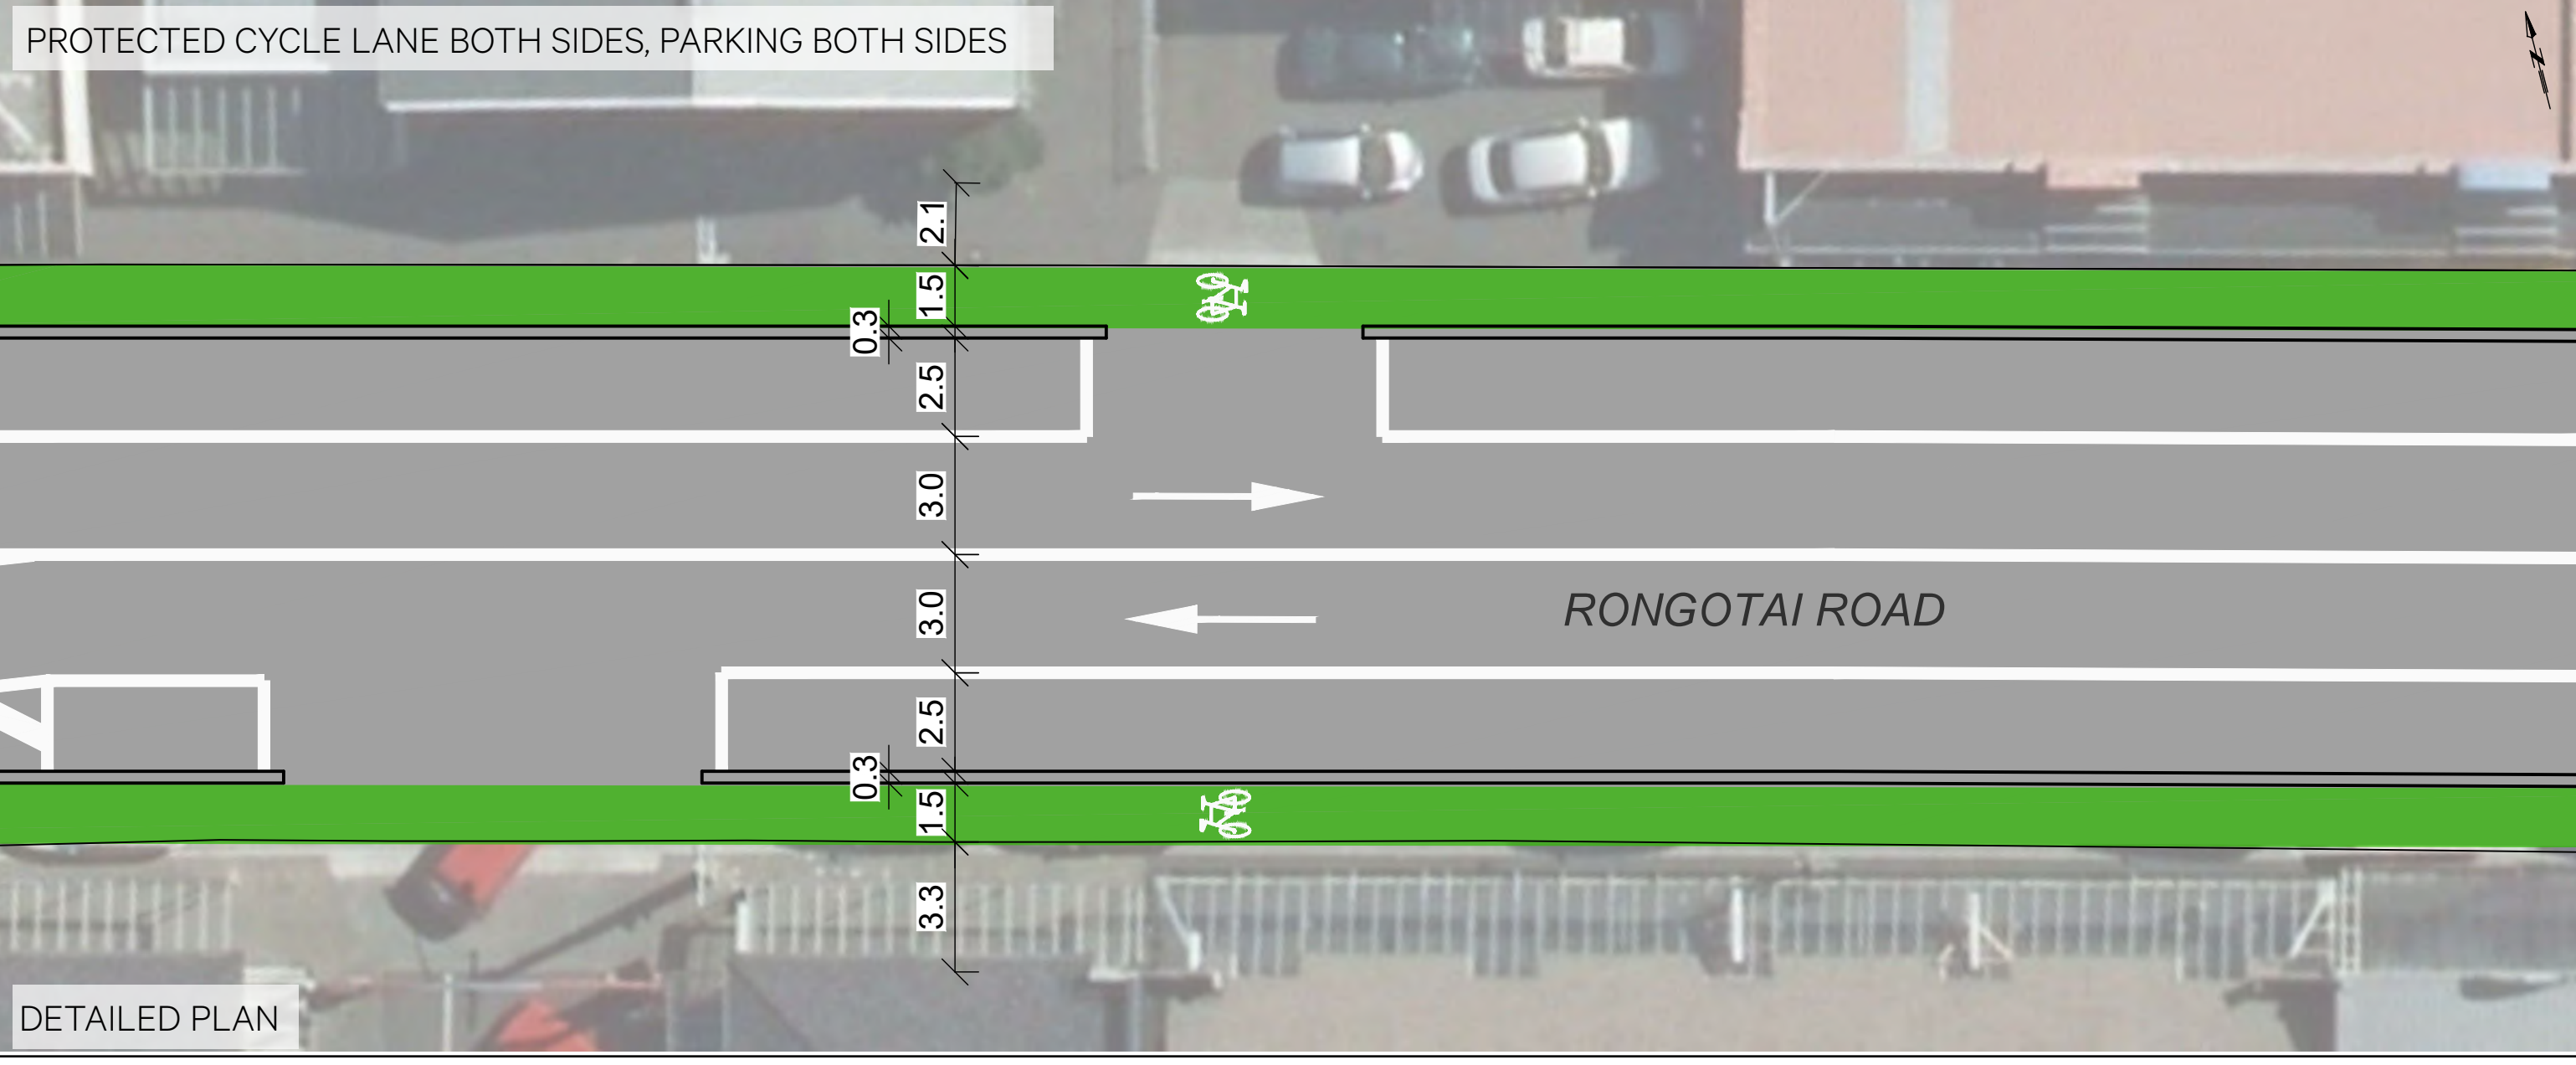 PROTECTED CYCLE LANE BOTH SIDES, PARKING BOTH SIDES
N
2.1
1.5
0.3
2.5
3.0
3.0
RONGOTAI ROAD
2.5
0.3
1.5
3.3
DETAILED PLAN